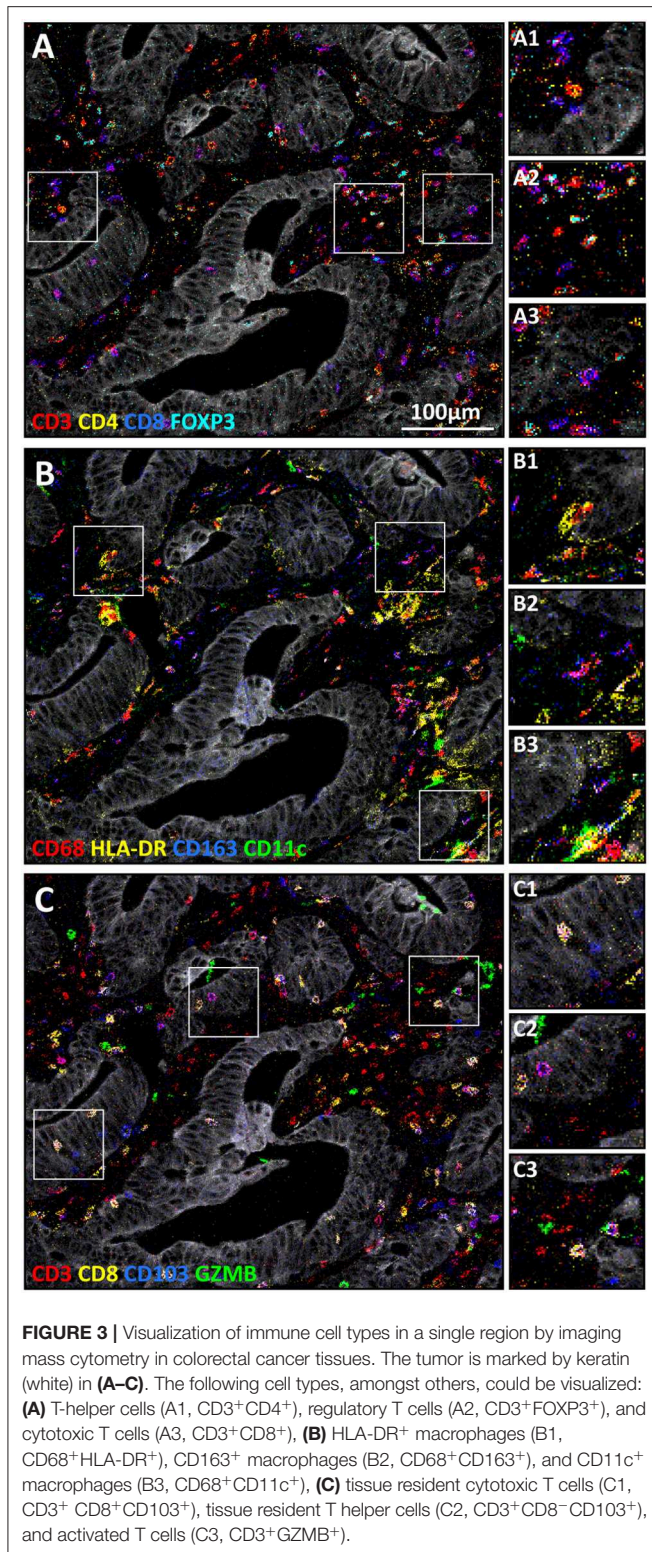 A
A1
A2
A3
CD3 CD4 CD8 FOXP3
100µm
B
B1
B2
B3
CD68 HLA-DR CD163 CD11c
C
C1
C2
C3
CD3 CD8 CD103 GZMB
FIGURE 3 | Visualization of immune cell types in a single region by imaging
mass cytometry in colorectal cancer tissues. The tumor is marked by keratin
(white) in (A–C). The following cell types, amongst others, could be visualized:
(A) T-helper cells (A1, CD3⁺CD4⁺), regulatory T cells (A2, CD3⁺FOXP3⁺), and
cytotoxic T cells (A3, CD3⁺CD8⁺), (B) HLA-DR⁺ macrophages (B1,
CD68⁺HLA-DR⁺), CD163⁺ macrophages (B2, CD68⁺CD163⁺), and CD11c⁺
macrophages (B3, CD68⁺CD11c⁺), (C) tissue resident cytotoxic T cells (C1,
CD3⁺ CD8⁺CD103⁺), tissue resident T helper cells (C2, CD3⁺CD8⁻CD103⁺),
and activated T cells (C3, CD3⁺GZMB⁺).